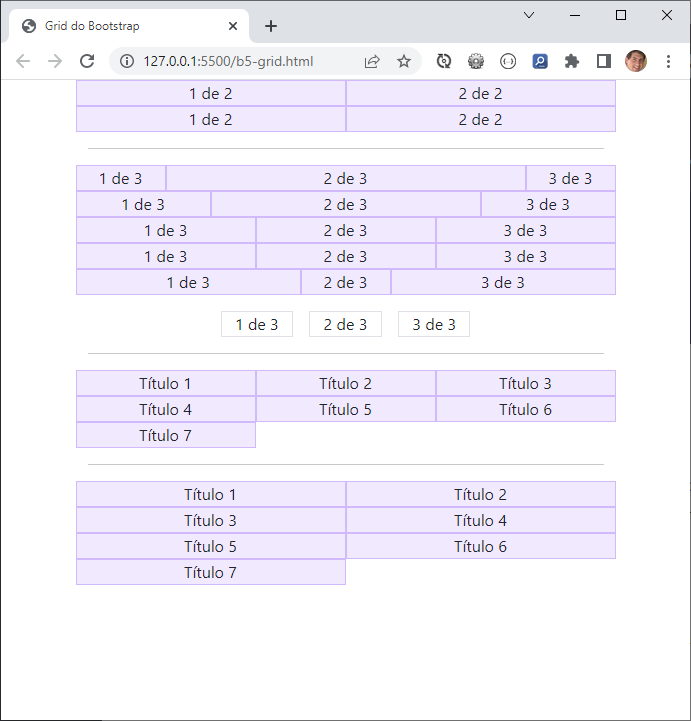 Grid do Bootstrap
127.0.0.1:5500/b5-grid.html
1 de 2 2 de 2
1 de 2 2 de 2
1 de 3 2 de 3 3 de 3
1 de 3 2 de 3 3 de 3
1 de 3 2 de 3 3 de 3
1 de 3 2 de 3 3 de 3
1 de 3 2 de 3 3 de 3
1 de 3 2 de 3 3 de 3
Título 1 Título 2 Título 3
Título 4 Título 5 Título 6
Título 7
Título 1 Título 2
Título 3 Título 4
Título 5 Título 6
Título 7